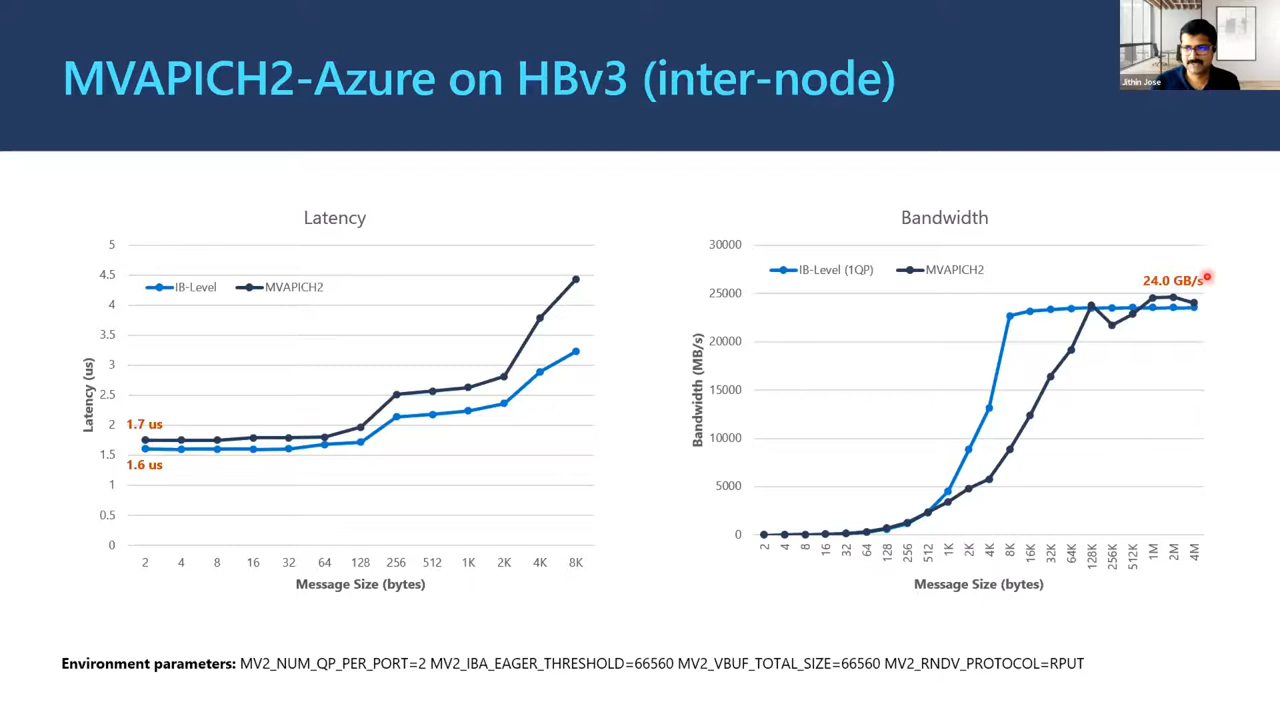 MVAPICH2-Azure on HBv3 (inter-node)
Jithin Jose
Latency
5
4.5
4
3.5
3
2.5
2
1.5
1
0.5
0
Latency (us)
IB-Level
MVAPICH2
1.7 us
1.6 us
2 4 8 16 32 64 128 256 512 1K 2K 4K 8K
Message Size (bytes)
Bandwidth
30000
25000
20000
15000
10000
5000
0
Bandwidth (MB/s)
IB-Level (1QP)
MVAPICH2
24.0 GB/s
2 4 8 16 32 64 128 256 512 1K 2K 4K 8K 16K 32K 64K 128K 256K 512K 1M 2M 4M
Message Size (bytes)
Environment parameters: MV2_NUM_QP_PER_PORT=2 MV2_IBA_EAGER_THRESHOLD=66560 MV2_VBUF_TOTAL_SIZE=66560 MV2_RNDV_PROTOCOL=RPUT